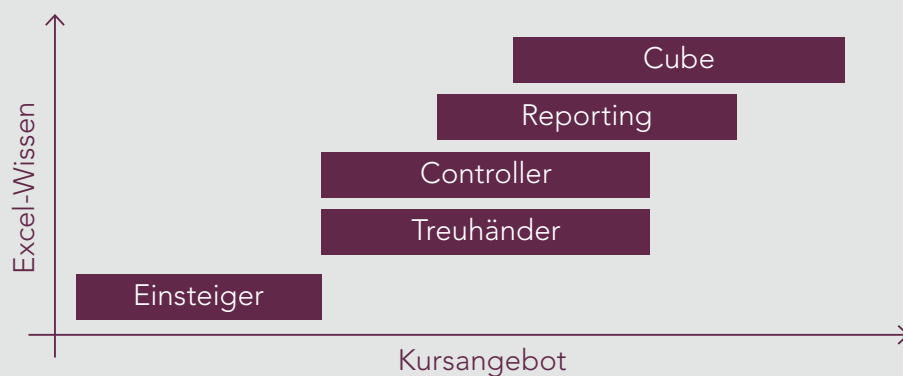 Cube
Reporting
Controller
Treuhänder
Einsteiger
Excel-Wissen
Kursangebot